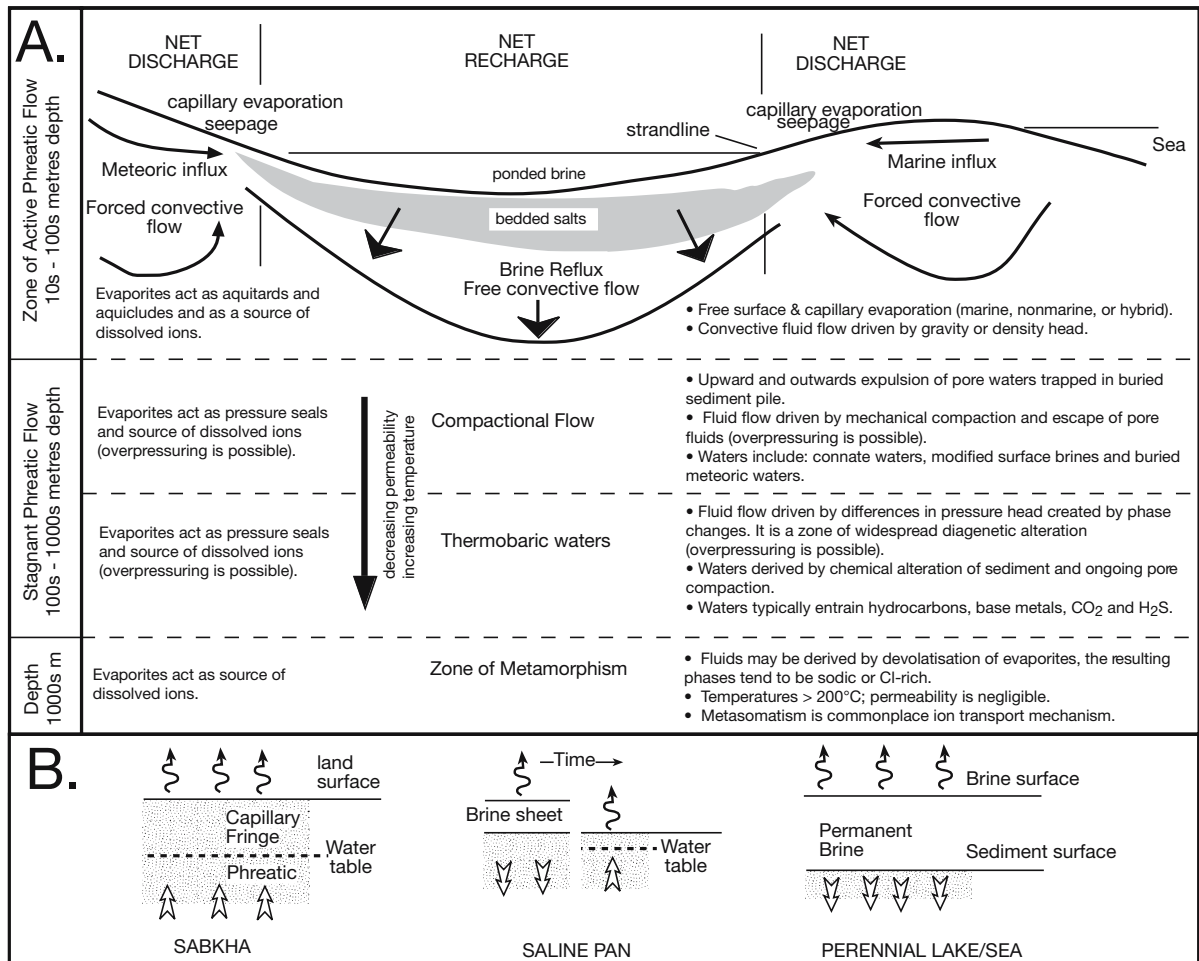 A.
NET
DISCHARGE
NET
RECHARGE
NET
DISCHARGE
capillary evaporation
seepage
strandline
capillary evaporation
seepage
Sea
Meteoric influx
ponded brine
Marine influx
bedded salts
Forced convective
flow
Forced convective
flow
Brine Reflux
Free convective flow
Zone of Active Phreatic Flow
10s - 100s metres depth
Evaporites act as aquitards and
aquicludes and as a source of
dissolved ions.
• Free surface & capillary evaporation (marine, nonmarine, or hybrid).
• Convective fluid flow driven by gravity or density head.
Stagnant Phreatic Flow
100s - 1000s metres depth
Evaporites act as pressure seals
and source of dissolved ions
(overpressuring is possible).
decreasing permeability
increasing temperature
Compactional Flow
• Upward and outwards expulsion of pore waters trapped in buried
sediment pile.
• Fluid flow driven by mechanical compaction and escape of pore
fluids (overpressuring is possible).
• Waters include: connate waters, modified surface brines and buried
meteoric waters.
Evaporites act as pressure seals
and source of dissolved ions
(overpressuring is possible).
Thermobaric waters
• Fluid flow driven by differences in pressure head created by phase
changes. It is a zone of widespread diagenetic alteration
(overpressuring is possible).
• Waters derived by chemical alteration of sediment and ongoing pore
compaction.
• Waters typically entrain hydrocarbons, base metals, CO2 and H2S.
Depth
1000s m
Evaporites act as source of
dissolved ions.
Zone of Metamorphism
• Fluids may be derived by devolatisation of evaporites, the resulting
phases tend to be sodic or Cl-rich.
• Temperatures > 200°C; permeability is negligible.
• Metasomatism is commonplace ion transport mechanism.
B.
land
surface
Capillary
Fringe
Water
table
Phreatic
SABKHA
Time
Brine sheet
Water
table
SALINE PAN
Brine surface
Permanent
Brine
Sediment surface
PERENNIAL LAKE/SEA